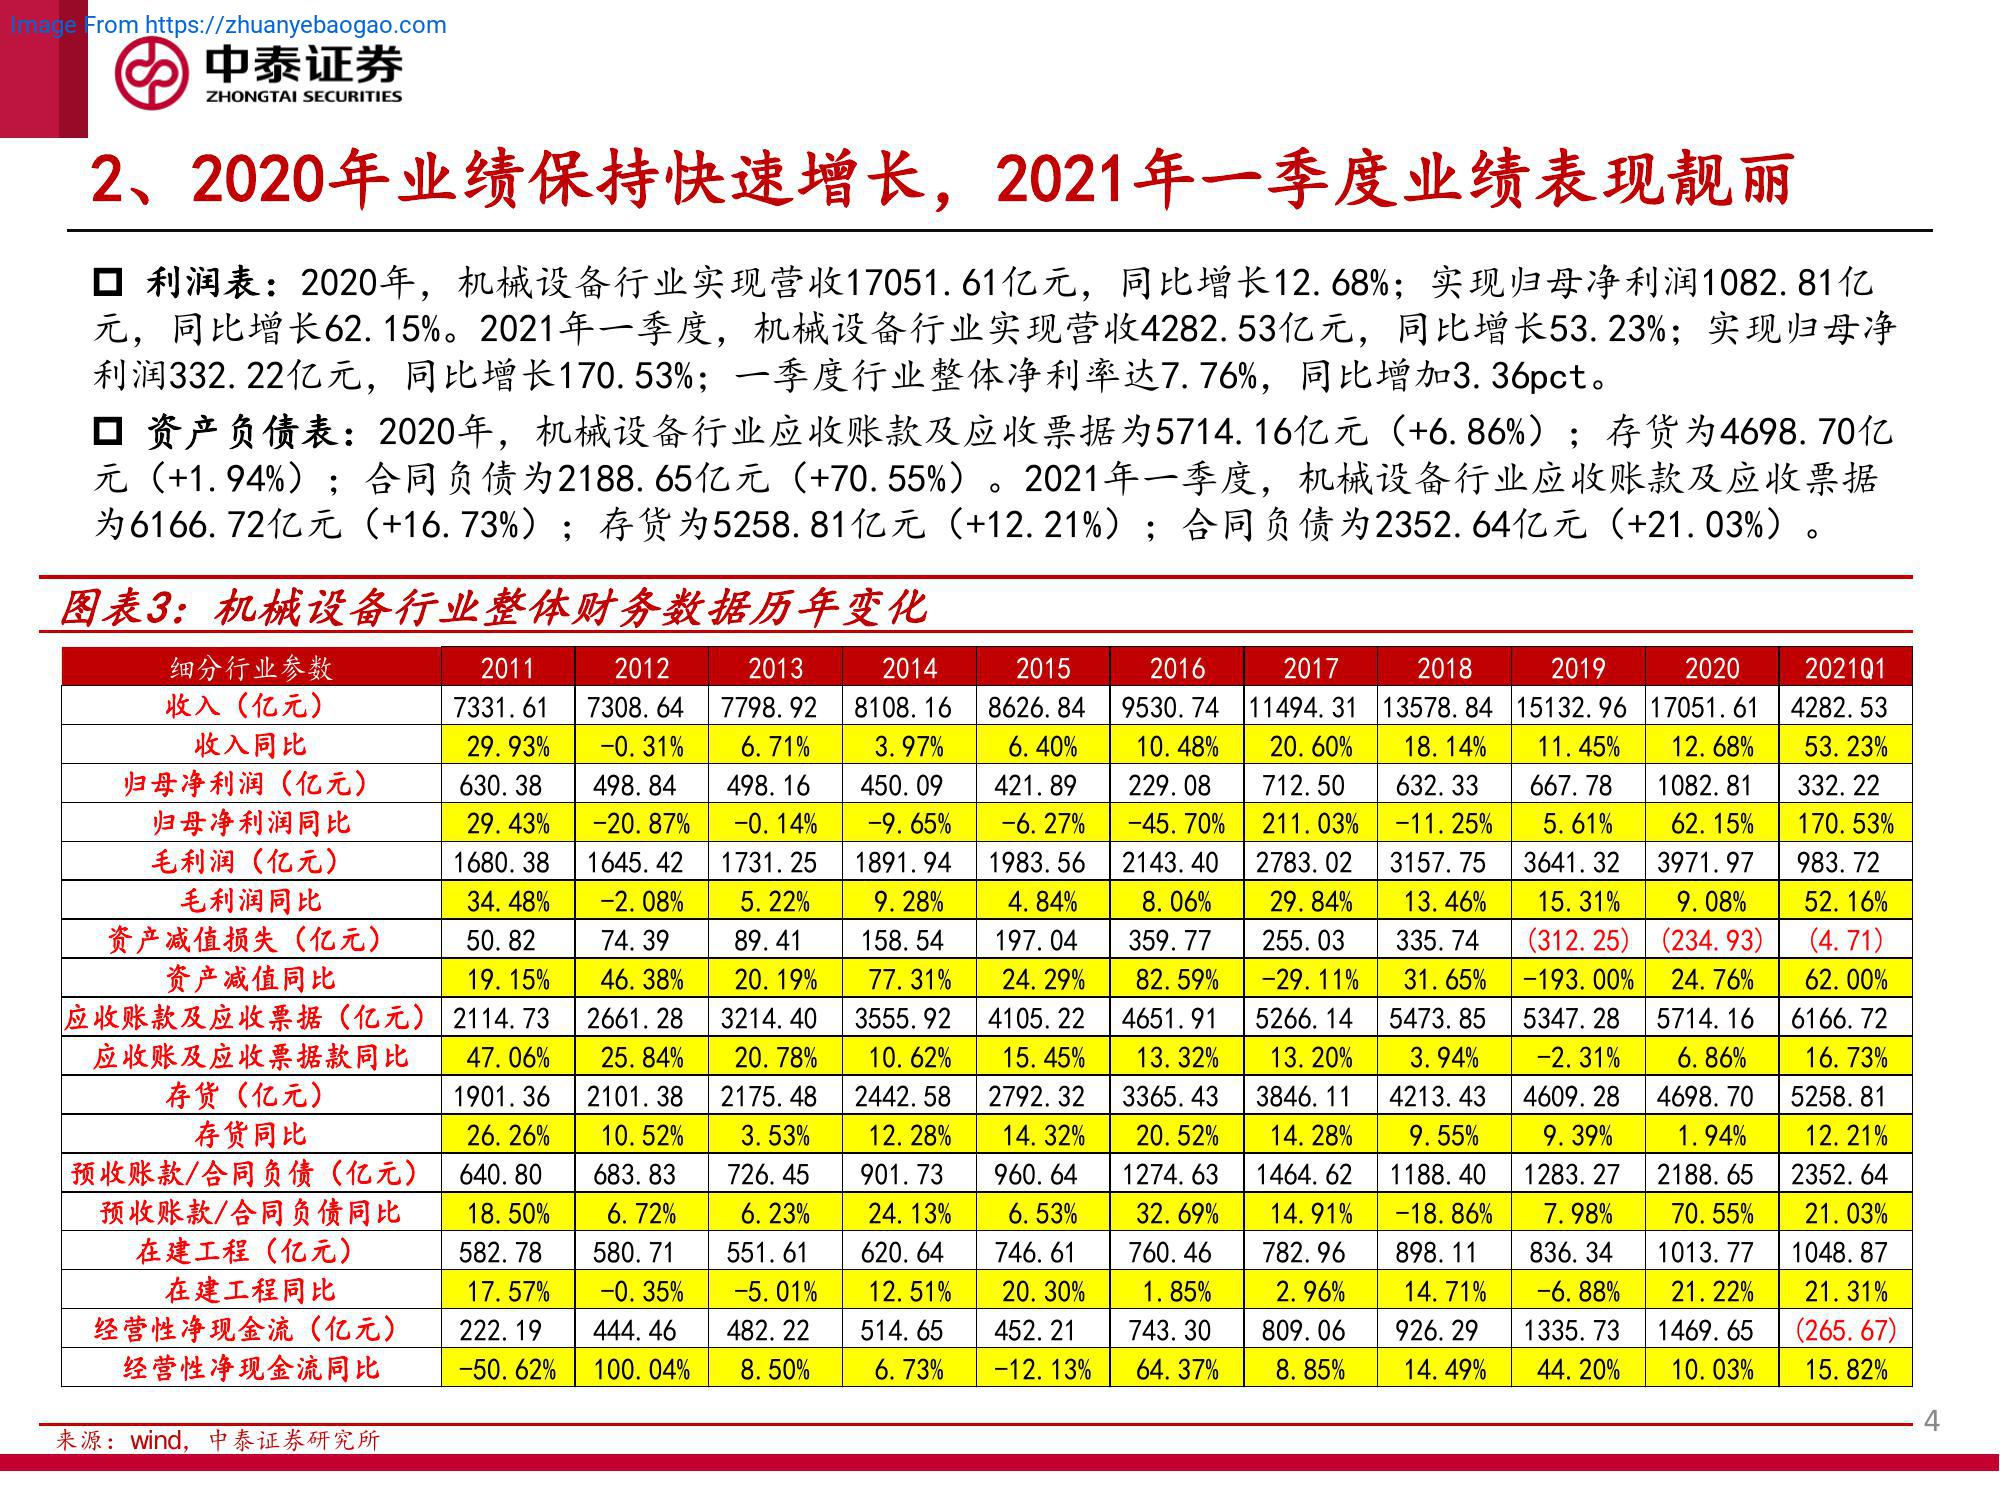 Image From https://zhuanyebaogao.com
中泰证券
ZHONGTAI SECURITIES
2、2020年业绩保持快速增长，2021年一季度业绩表现靓丽
利润表：2020年，机械设备行业实现营收17051.61亿元，同比增长12.68%；实现归母净利润1082.81亿
元，同比增长62.15%。2021年一季度，机械设备行业实现营收4282.53亿元，同比增长53.23%；实现归母净
利润332.22亿元，同比增长170.53%；一季度行业整体净利率达7.76%，同比增加3.36pct。
资产负债表：2020年，机械设备行业应收账款及应收票据为5714.16亿元（+6.86%）；存货为4698.70亿
元（+1.94%）；合同负债为2188.65亿元（+70.55%）。2021年一季度，机械设备行业应收账款及应收票据
为6166.72亿元（+16.73%）；存货为5258.81亿元（+12.21%）；合同负债为2352.64亿元（+21.03%）。
图表3：机械设备行业整体财务数据历年变化
细分行业参数 2011 2012 2013 2014 2015 2016 2017 2018 2019 2020 2021Q1
收入（亿元） 7331.61 7308.64 7798.92 8108.16 8626.84 9530.74 11494.31 13578.84 15132.96 17051.61 4282.53
收入同比 29.93% -0.31% 6.71% 3.97% 6.40% 10.48% 20.60% 18.14% 11.45% 12.68% 53.23%
归母净利润（亿元） 630.38 498.84 498.16 450.09 421.89 229.08 712.50 632.33 667.78 1082.81 332.22
归母净利润同比 29.43% -20.87% -0.14% -9.65% -6.27% -45.70% 211.03% -11.25% 5.61% 62.15% 170.53%
毛利润（亿元） 1680.38 1645.42 1731.25 1891.94 1983.56 2143.40 2783.02 3157.75 3641.32 3971.97 983.72
毛利润同比 34.48% -2.08% 5.22% 9.28% 4.84% 8.06% 29.84% 13.46% 15.31% 9.08% 52.16%
资产减值损失（亿元） 50.82 74.39 89.41 158.54 197.04 359.77 255.03 335.74 (312.25) (234.93) (4.71)
资产减值同比 19.15% 46.38% 20.19% 77.31% 24.29% 82.59% -29.11% 31.65% -193.00% 24.76% 62.00%
应收账款及应收票据（亿元） 2114.73 2661.28 3214.40 3555.92 4105.22 4651.91 5266.14 5473.85 5347.28 5714.16 6166.72
应收账及应收票据款同比 47.06% 25.84% 20.78% 10.62% 15.45% 13.32% 13.20% 3.94% -2.31% 6.86% 16.73%
存货（亿元） 1901.36 2101.38 2175.48 2442.58 2792.32 3365.43 3846.11 4213.43 4609.28 4698.70 5258.81
存货同比 26.26% 10.52% 3.53% 12.28% 14.32% 20.52% 14.28% 9.55% 9.39% 1.94% 12.21%
预收账款/合同负债（亿元） 640.80 683.83 726.45 901.73 960.64 1274.63 1464.62 1188.40 1283.27 2188.65 2352.64
预收账款/合同负债同比 18.50% 6.72% 6.23% 24.13% 6.53% 32.69% 14.91% -18.86% 7.98% 70.55% 21.03%
在建工程（亿元） 582.78 580.71 551.61 620.64 746.61 760.46 782.96 898.11 836.34 1013.77 1048.87
在建工程同比 17.57% -0.35% -5.01% 12.51% 20.30% 1.85% 2.96% 14.71% -6.88% 21.22% 21.31%
经营性净现金流（亿元） 222.19 444.46 482.22 514.65 452.21 743.30 809.06 926.29 1335.73 1469.65 (265.67)
经营性净现金流同比 -50.62% 100.04% 8.50% 6.73% -12.13% 64.37% 8.85% 14.49% 44.20% 10.03% 15.82%
4
来源：wind，中泰证券研究所